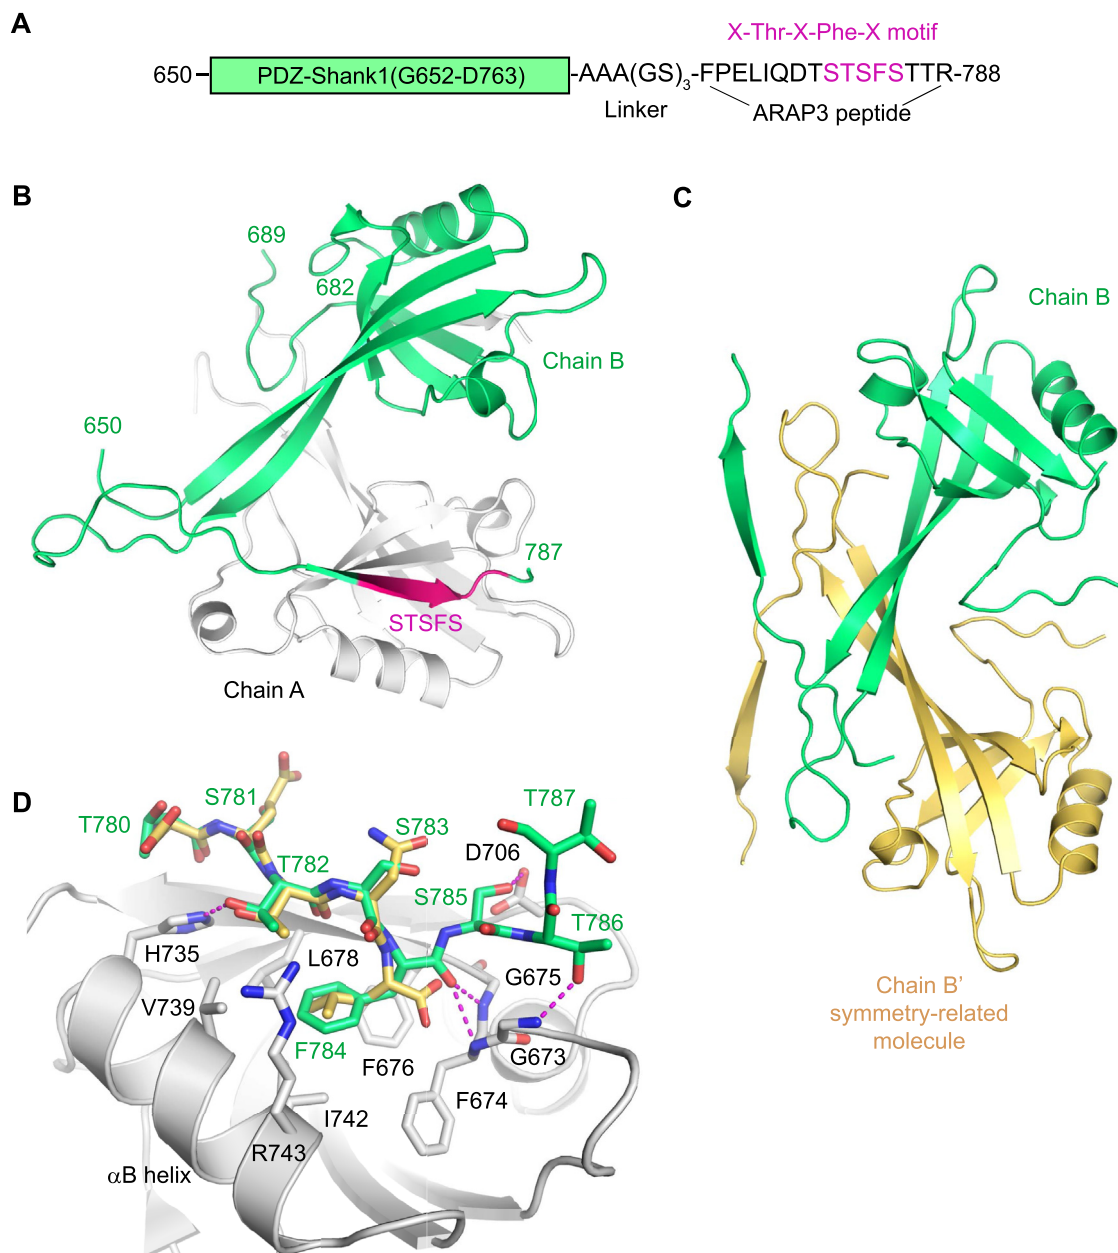 A
X-Thr-X-Phe-X motif
650 PDZ-Shank1(G652-D763) -AAA(GS)3-FPELIQDTSTSFSTTR-788
Linker
ARAP3 peptide
B
689
682
Chain B
650
787
STSFS
Chain A
C
Chain B
Chain B’
symmetry-related
molecule
D
T780
S781
T782
S783
T787
D706
S785
T786
H735
L678
G675
V739
F784
F676
G673
F674
I742
R743
αB helix